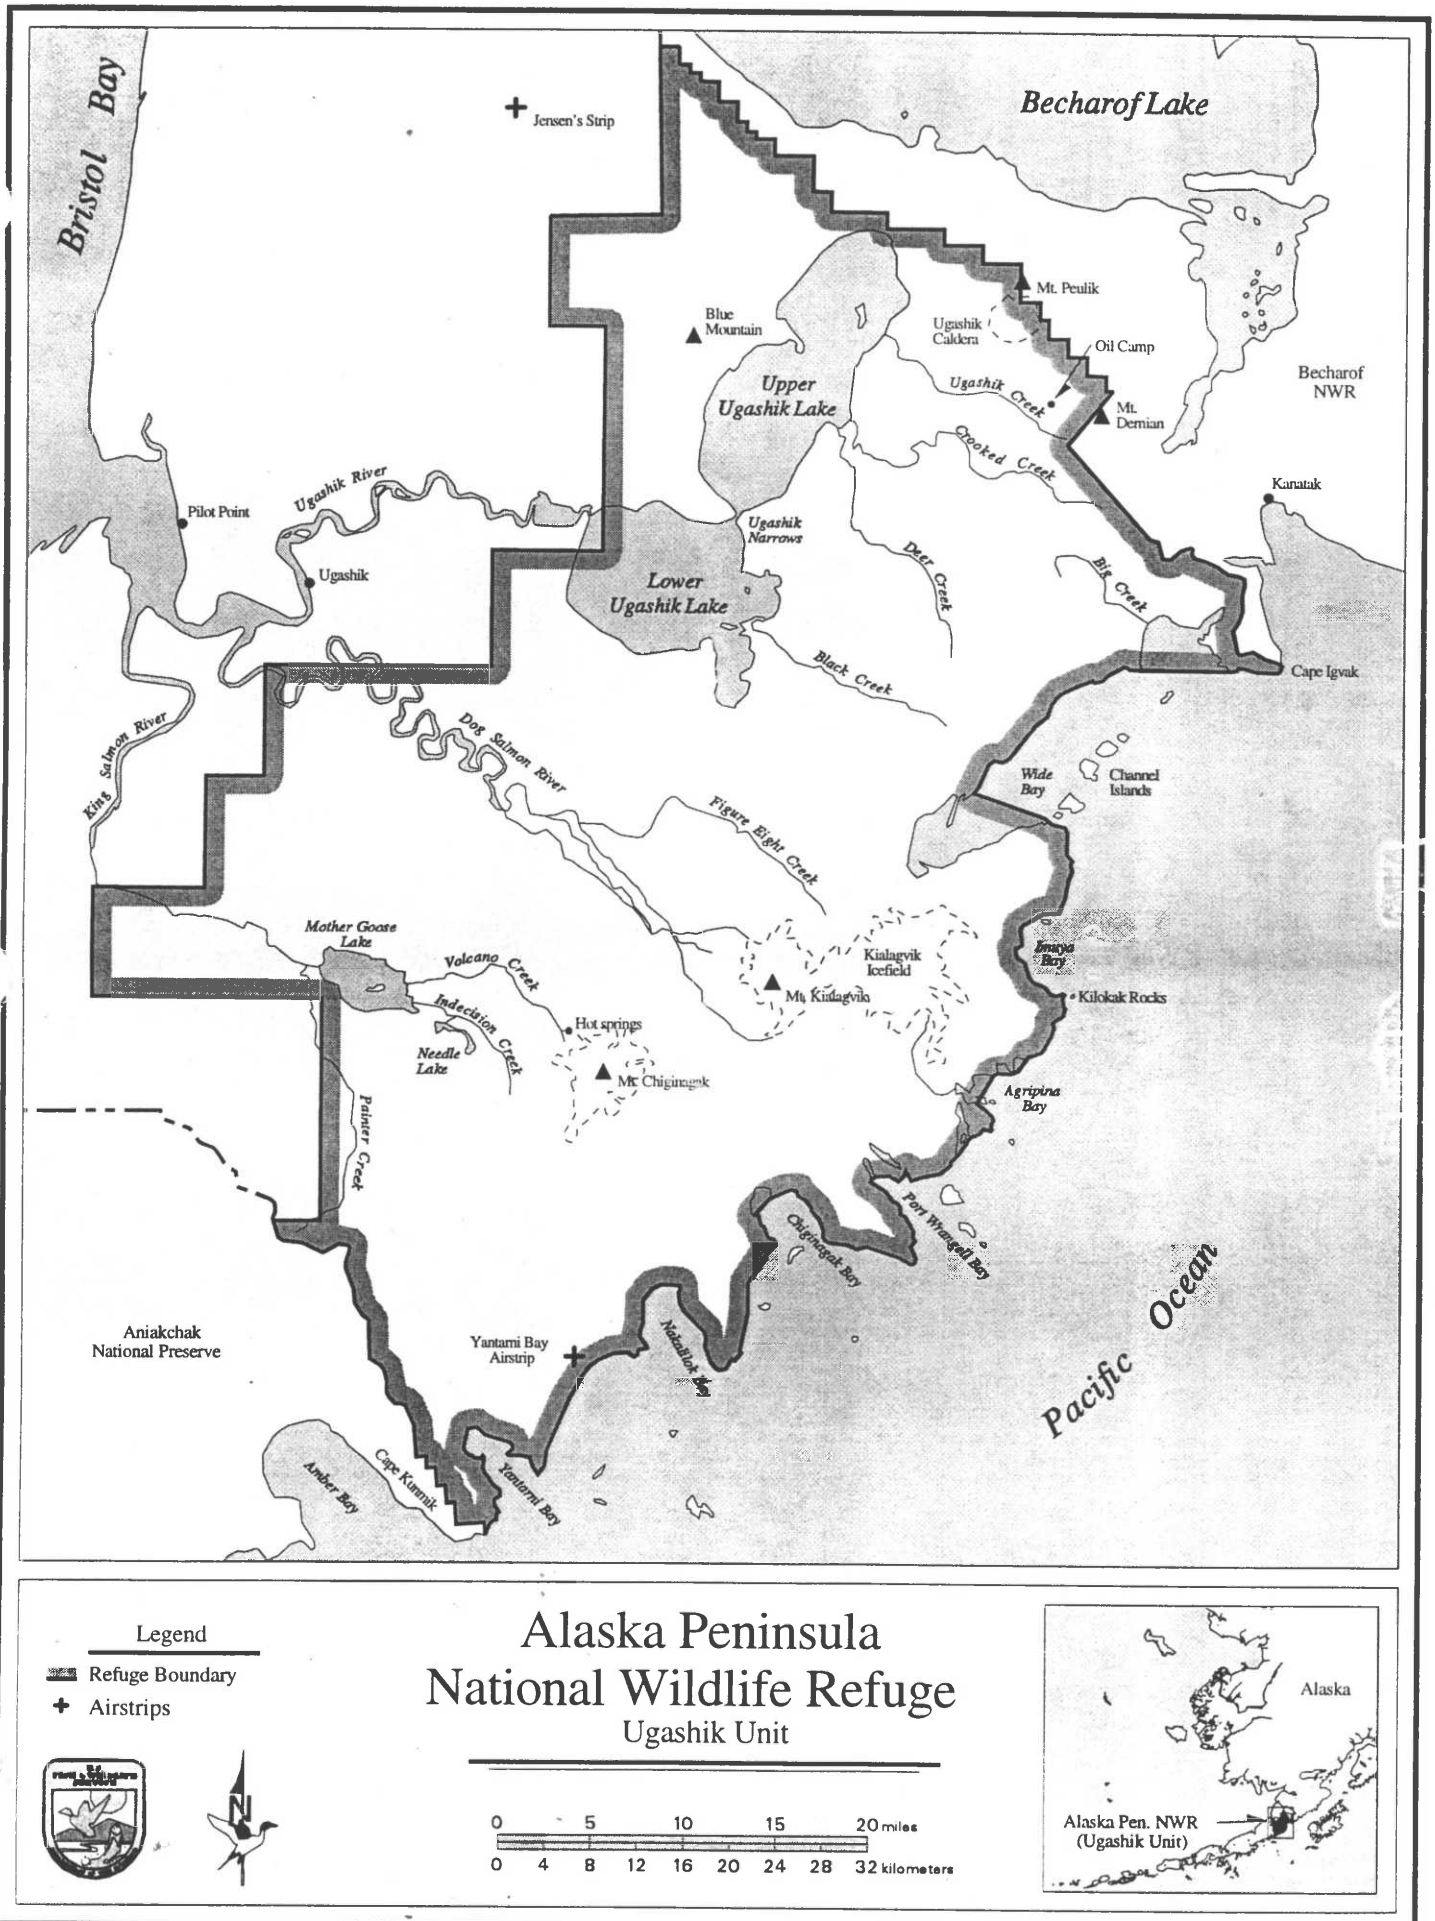 Bristol Bay
Jensen's Strip
Becharof Lake
Mt. Peulik
Blue
Mountain
Ugashik
Caldera
Oil Camp
Becharof
NWR
Upper
Ugashik Lake
Ugashik Creek
Mt.
Demian
Crooked Creek
Kanatak
Ugashik River
Pilot Point
Ugashik
Narrows
Ugashik
Deer Creek
Big Creek
Lower
Ugashik Lake
Black Creek
Cape Igvak
King Salmon River
Dog Salmon River
Wide
Bay
Channel
Islands
Figure Eight Creek
Mother Goose
Lake
Volcano Creek
Kialagvik
Icefield
Imuya
Bay
Mt. Kialagvik
Kilokak Rocks
Indecision Creek
Hot springs
Needle
Lake
Mt. Chiginagak
Agripina
Bay
Painter Creek
Port Wrangell Bay
Chiginagak Bay
Pacific Ocean
Aniakchak
National Preserve
Yantarni Bay
Airstrip
Nakalilok Bay
Amber Bay
Cape Kunmik
Yantarni Bay
Legend
Refuge Boundary
Airstrips
N
Alaska Peninsula
National Wildlife Refuge
Ugashik Unit
0 5 10 15 20 miles
0 4 8 12 16 20 24 28 32 kilometers
Alaska
Alaska Pen. NWR
(Ugashik Unit)